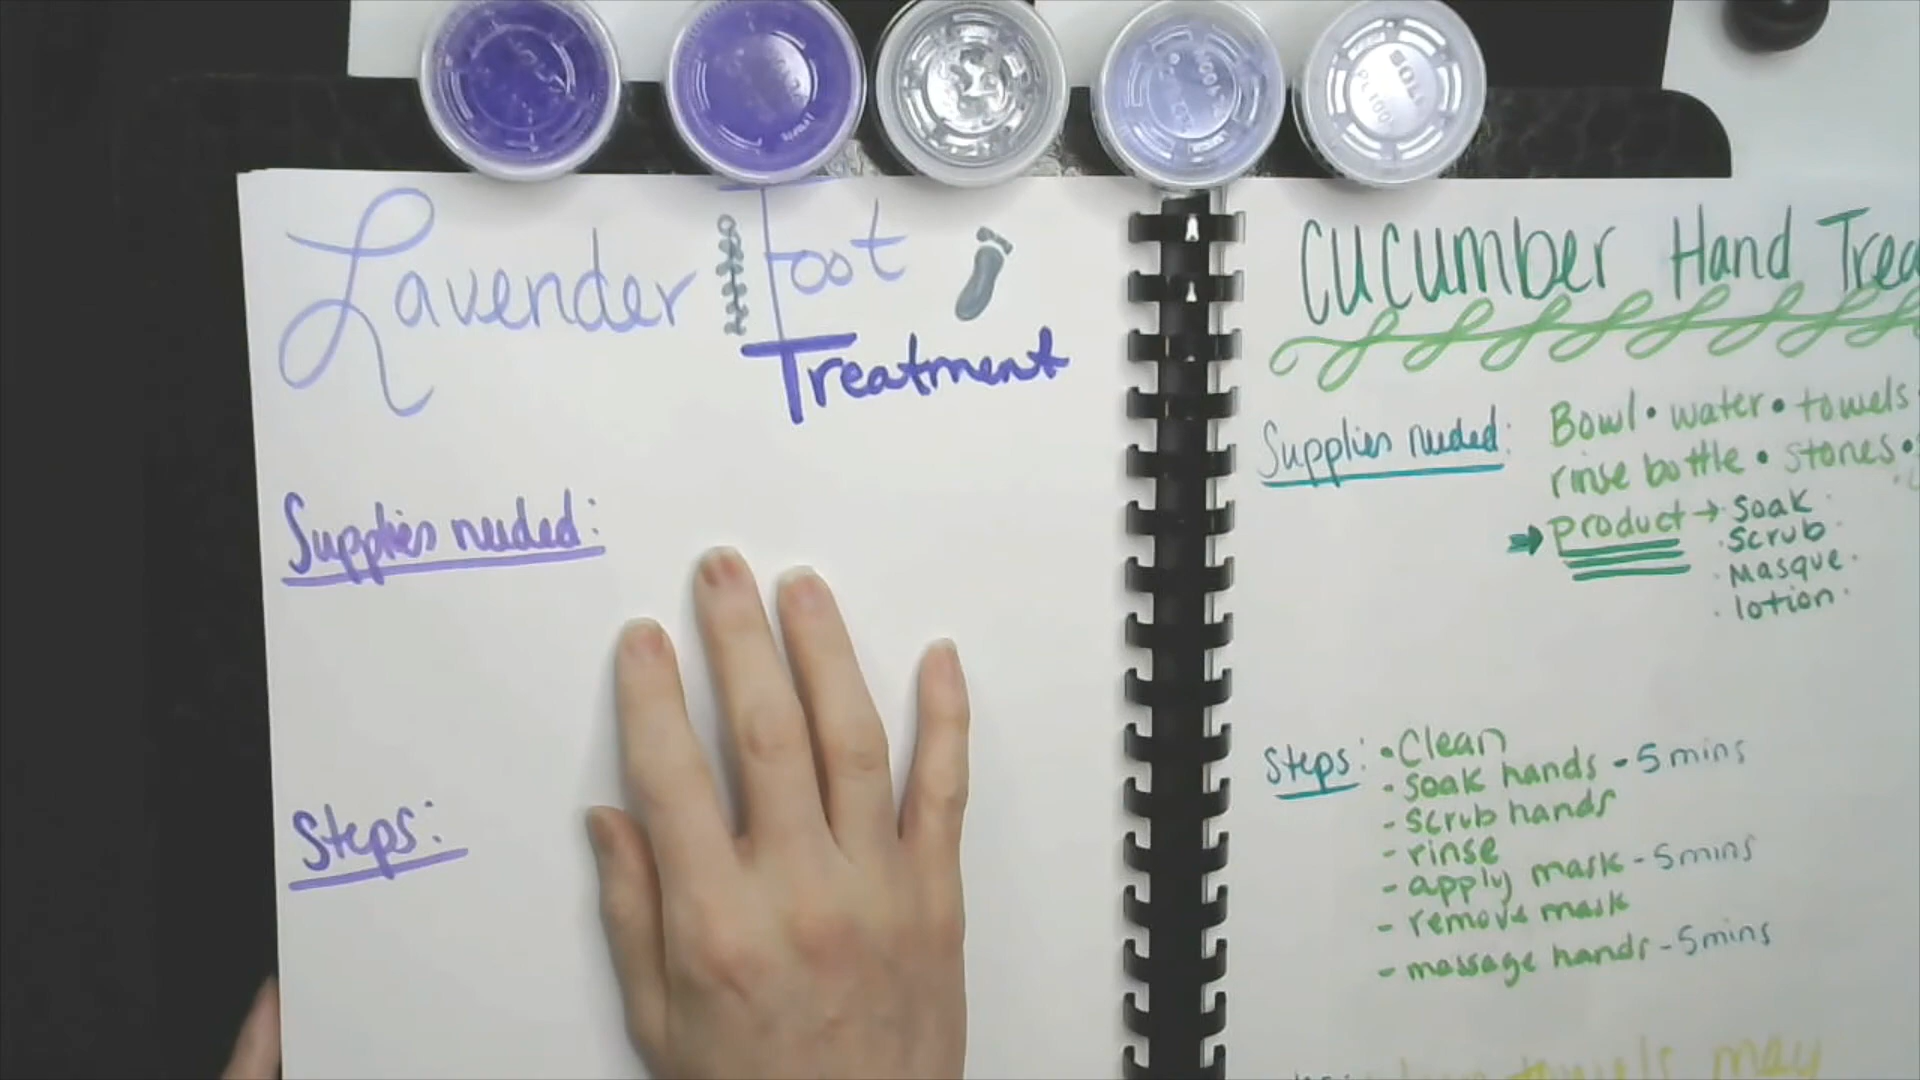 Lavender Foot
Treatment
Supplies needed:
Steps:
Cucumber Hand
Supplies needed: Bowl • water • towels
rinse bottle • stones •
product → soak
• Scrub
• Masque
• lotion
Steps: • Clean
- soak hands - 5 mins
- scrub hands
- rinse
- apply mask - 5 mins
- remove mask
- massage hands - 5 mins
towels may